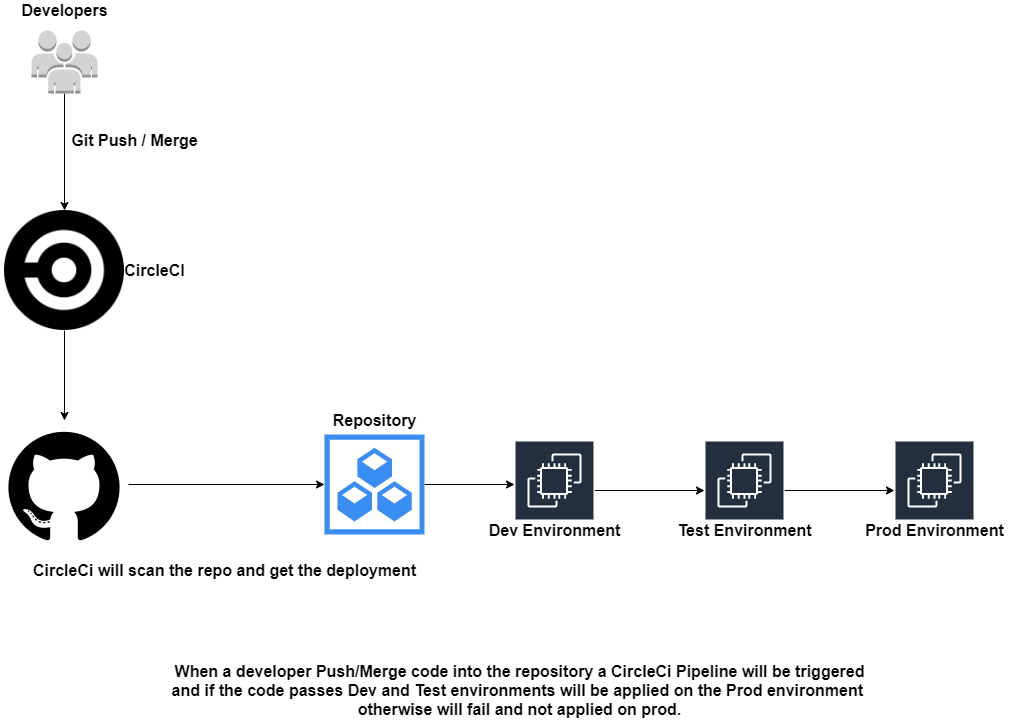 Developers
Git Push / Merge
CircleCI
Repository
Dev Environment
Test Environment
Prod Environment
CircleCi will scan the repo and get the deployment
When a developer Push/Merge code into the repository a CircleCi Pipeline will be triggered
and if the code passes Dev and Test environments will be applied on the Prod environment
otherwise will fail and not applied on prod.